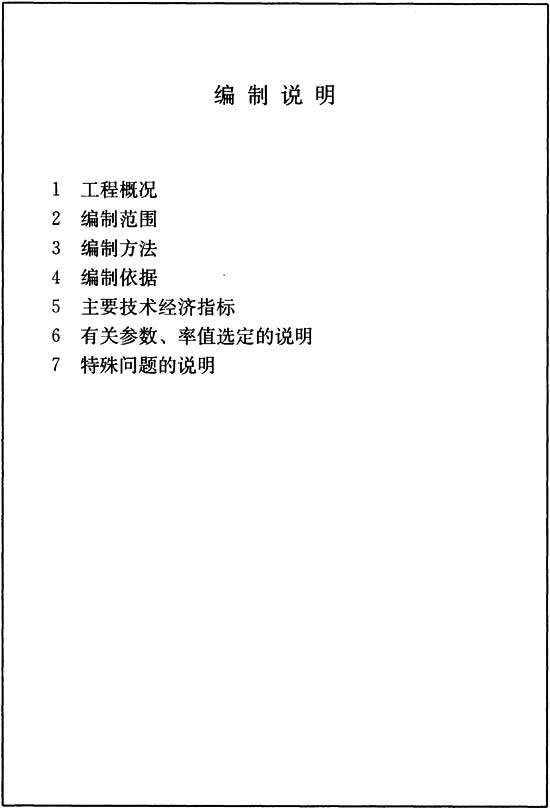 编制说明
1 工程概况
2 编制范围
3 编制方法
4 编制依据
5 主要技术经济指标
6 有关参数、率值选定的说明
7 特殊问题的说明